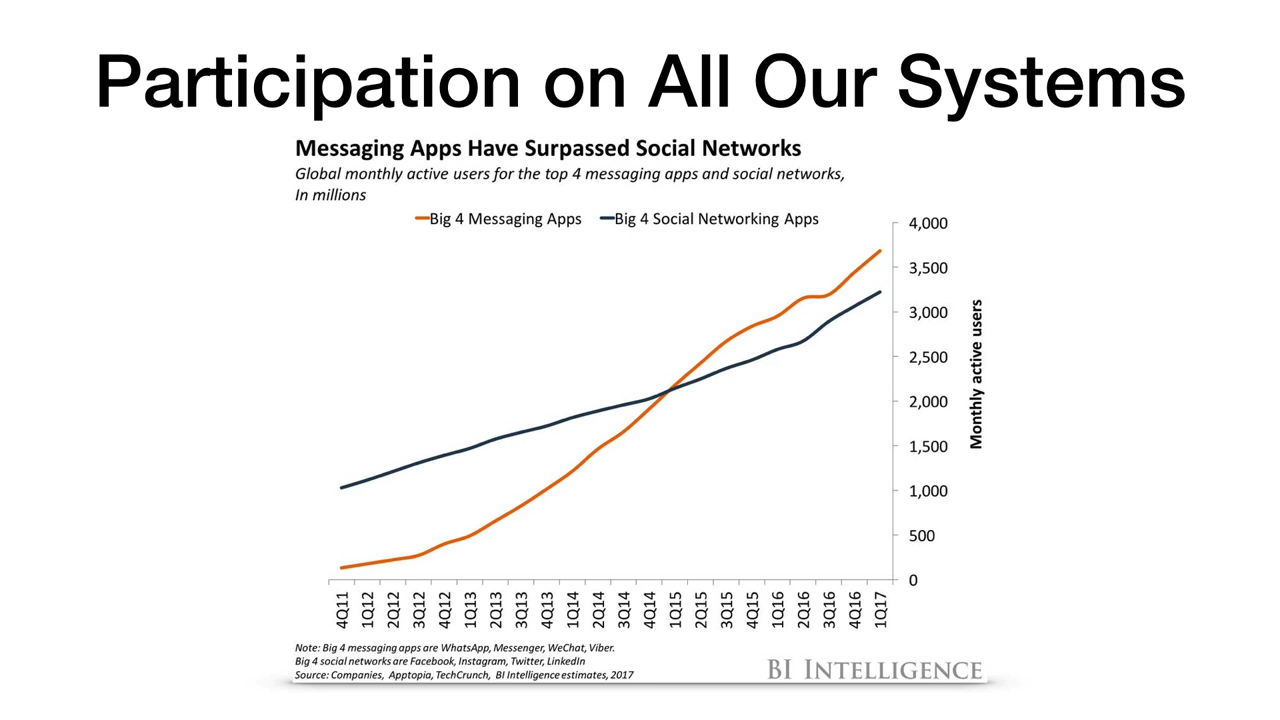 Participation on All Our Systems
Messaging Apps Have Surpassed Social Networks
Global monthly active users for the top 4 messaging apps and social networks,
In millions
Big 4 Messaging Apps
Big 4 Social Networking Apps
4,000
3,500
3,000
2,500
2,000
1,500
1,000
500
0
Monthly active users
4Q11
1Q12
2Q12
3Q12
4Q12
1Q13
2Q13
3Q13
4Q13
1Q14
2Q14
3Q14
4Q14
1Q15
2Q15
3Q15
4Q15
1Q16
2Q16
3Q16
4Q16
1Q17
Note: Big 4 messaging apps are WhatsApp, Messenger, WeChat, Viber.
Big 4 social networks are Facebook, Instagram, Twitter, LinkedIn
Source: Companies, Apptopia, TechCrunch, BI Intelligence estimates, 2017
BI INTELLIGENCE